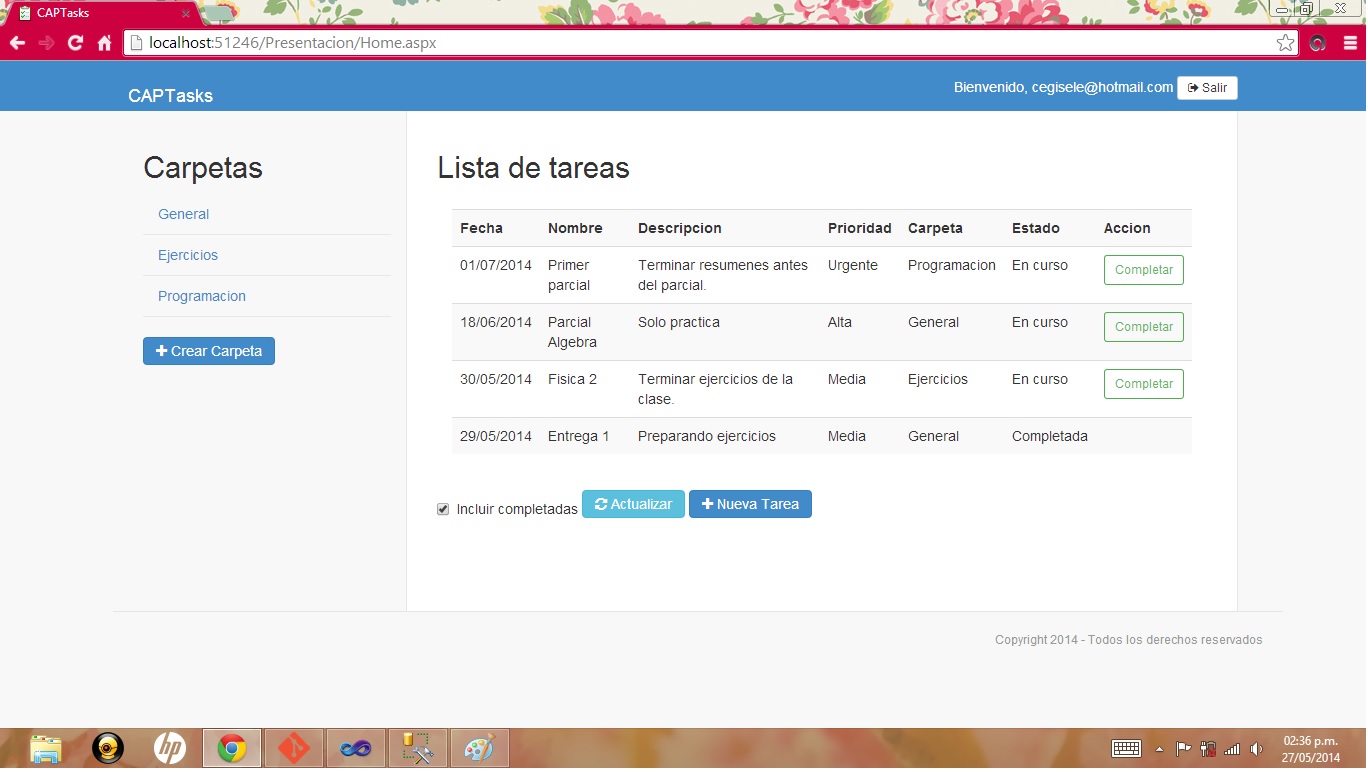 CAPTasks
localhost:51246/Presentacion/Home.aspx
CAPTasks
Bienvenido, cegisele@hotmail.com Salir
Carpetas
General
Ejercicios
Programacion
Crear Carpeta
Lista de tareas
Fecha Nombre Descripcion Prioridad Carpeta Estado Accion
01/07/2014 Primer Terminar resumenes antes Urgente Programacion En curso Completar
parcial del parcial.
18/06/2014 Parcial Solo practica Alta General En curso Completar
Algebra
30/05/2014 Fisica 2 Terminar ejercicios de la Media Ejercicios En curso Completar
clase.
29/05/2014 Entrega 1 Preparando ejercicios Media General Completada
Incluir completadas Actualizar Nueva Tarea
Copyright 2014 - Todos los derechos reservados
hp
02:36 p.m.
27/05/2014